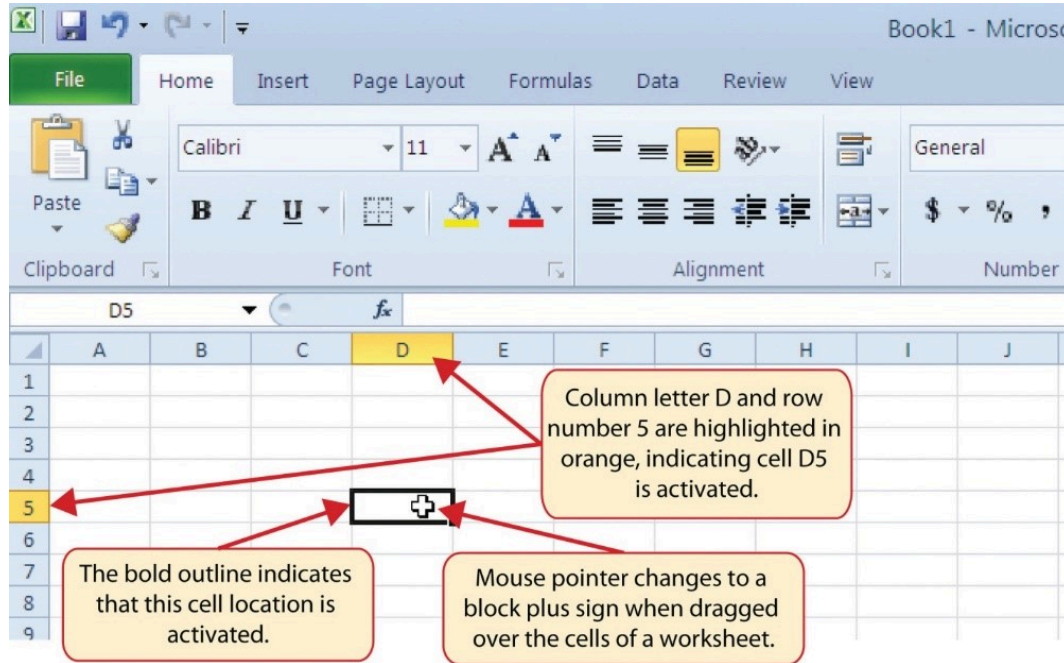 Book1 - Microso
File Home Insert Page Layout Formulas Data Review View
Calibri 11 A A General
Paste B I U A a $ %
Clipboard Font Alignment Number
D5 fx
A B C D E F G H I J
1
2
3
4
5
6
7
8
9
Column letter D and row
number 5 are highlighted in
orange, indicating cell D5
is activated.
The bold outline indicates
that this cell location is
activated.
Mouse pointer changes to a
block plus sign when dragged
over the cells of a worksheet.